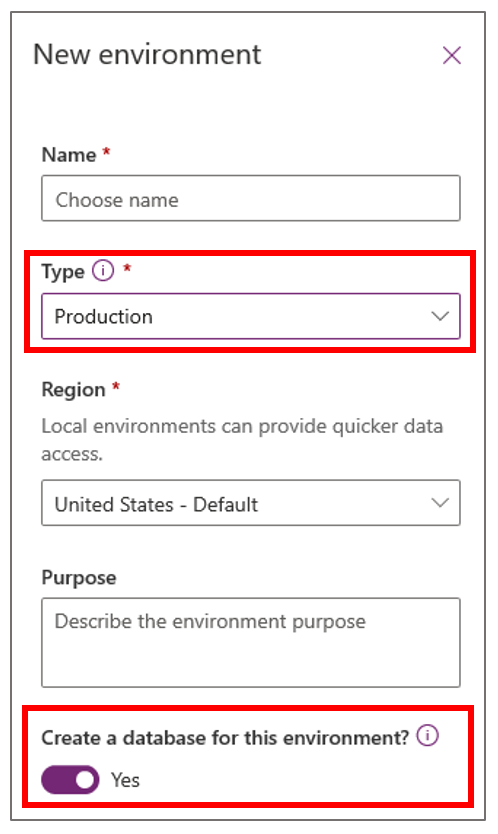 New environment
Name *
Choose name
Type *
Production
Region *
Local environments can provide quicker data
access.
United States - Default
Purpose
Describe the environment purpose
Create a database for this environment?
Yes